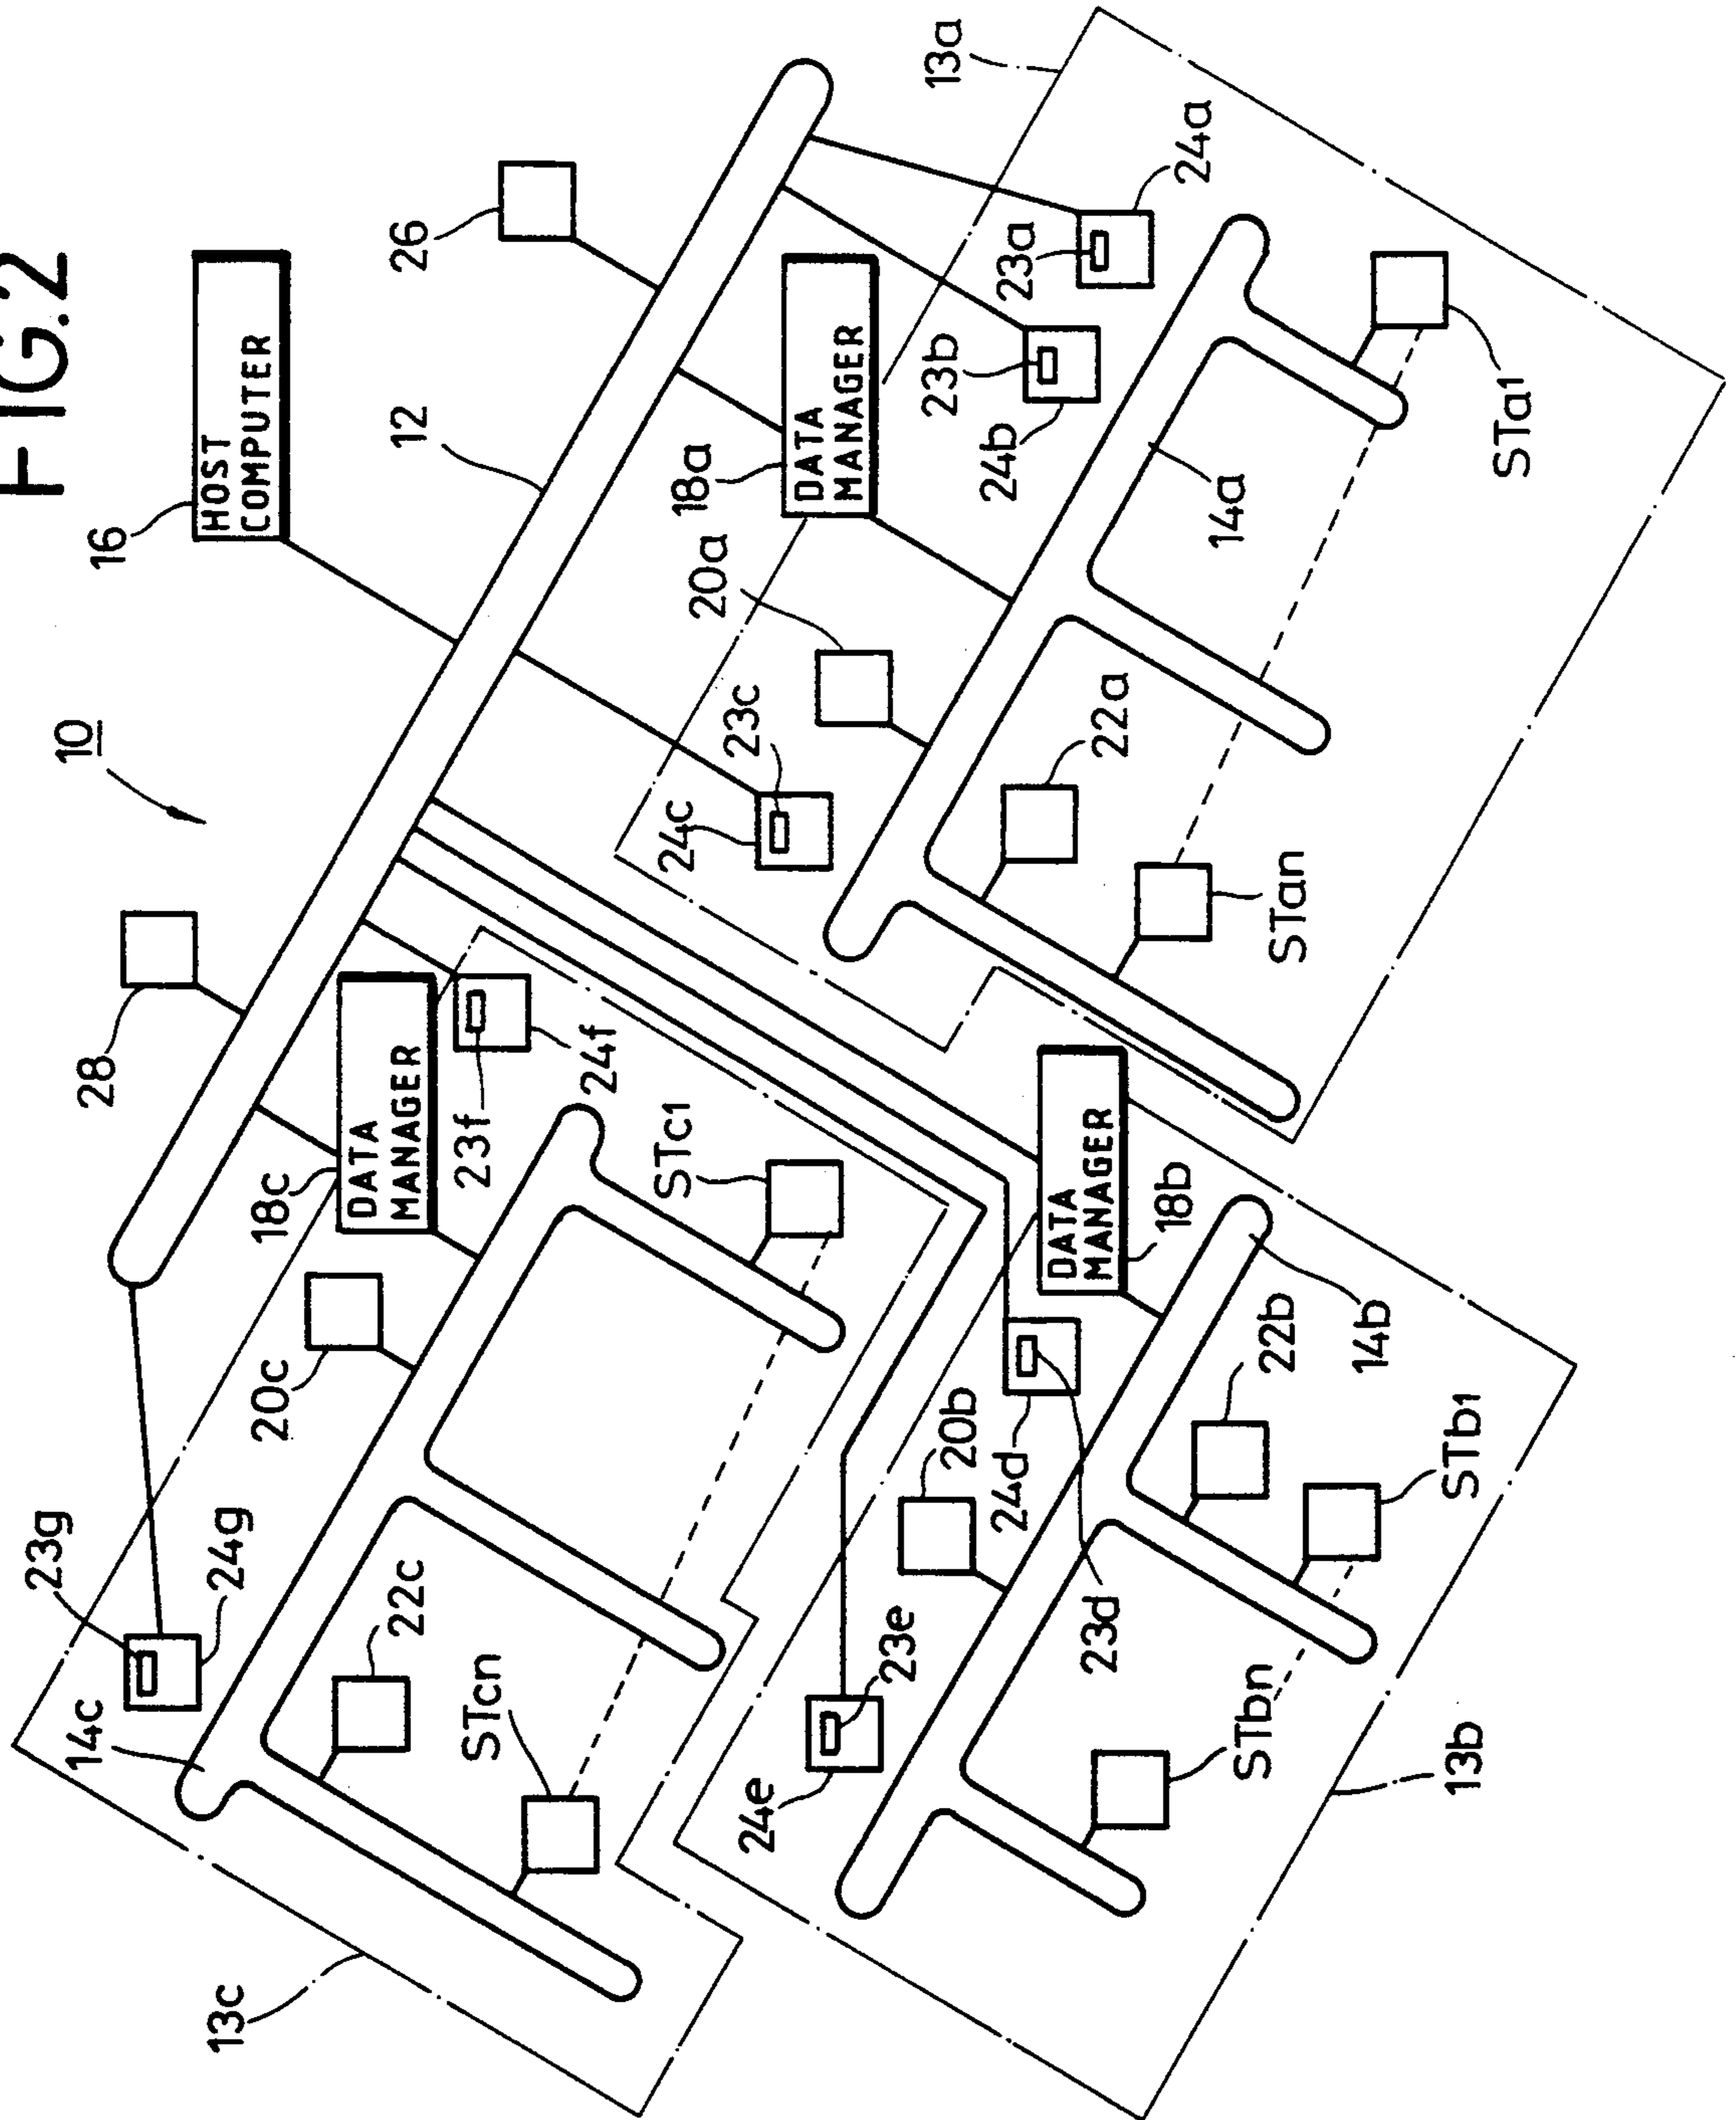 FIG.2
16
HOST
COMPUTER
26
12
10
28
13a
18a
DATA
MANAGER
23a
24a
23b
24b
20a
23c
24c
22a
14a
STa1
STan
18c
DATA
MANAGER
23f
24f
20c
STc1
23g
24g
14c
22c
STcn
13c
DATA
MANAGER
18b
20b
24d
23d
14b
22b
STb1
23e
24e
STbn
13b